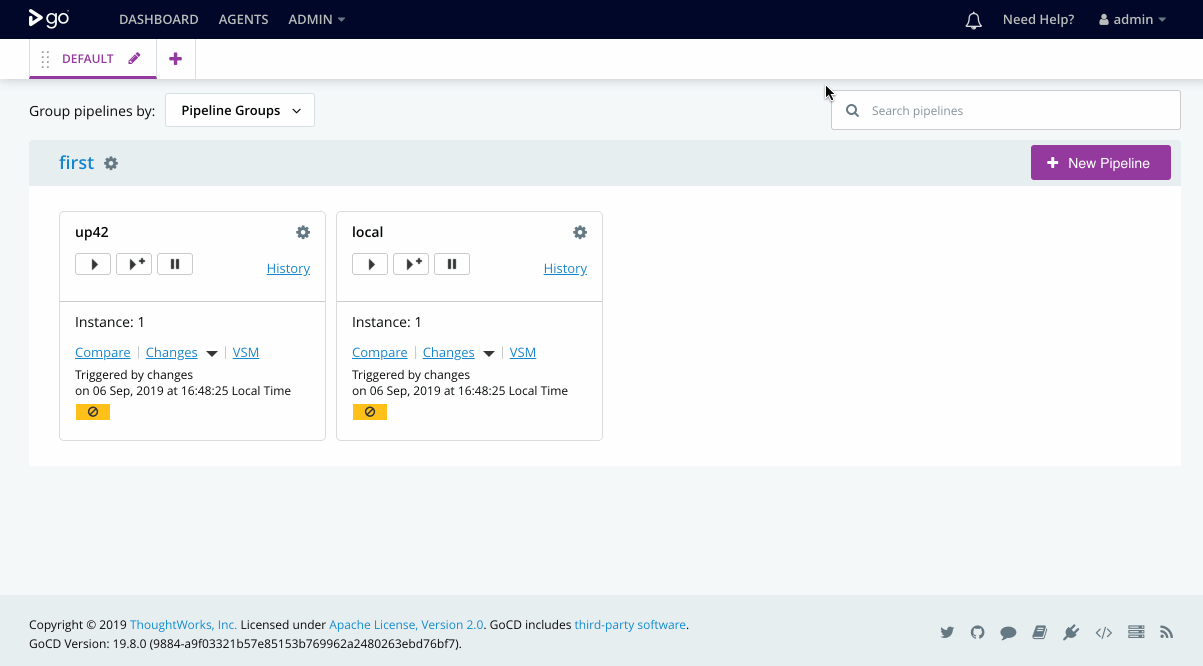 go DASHBOARD AGENTS ADMIN Need Help? admin
DEFAULT
Group pipelines by: Pipeline Groups Search pipelines
first New Pipeline
up42 local
History History
Instance: 1 Instance: 1
Compare Changes VSM Compare Changes VSM
Triggered by changes Triggered by changes
on 06 Sep, 2019 at 16:48:25 Local Time on 06 Sep, 2019 at 16:48:25 Local Time
Copyright © 2019 ThoughtWorks, Inc. Licensed under Apache License, Version 2.0. GoCD includes third-party software.
GoCD Version: 19.8.0 (9884-a9f03321b57e85153b769962a2480263ebd76bf7).